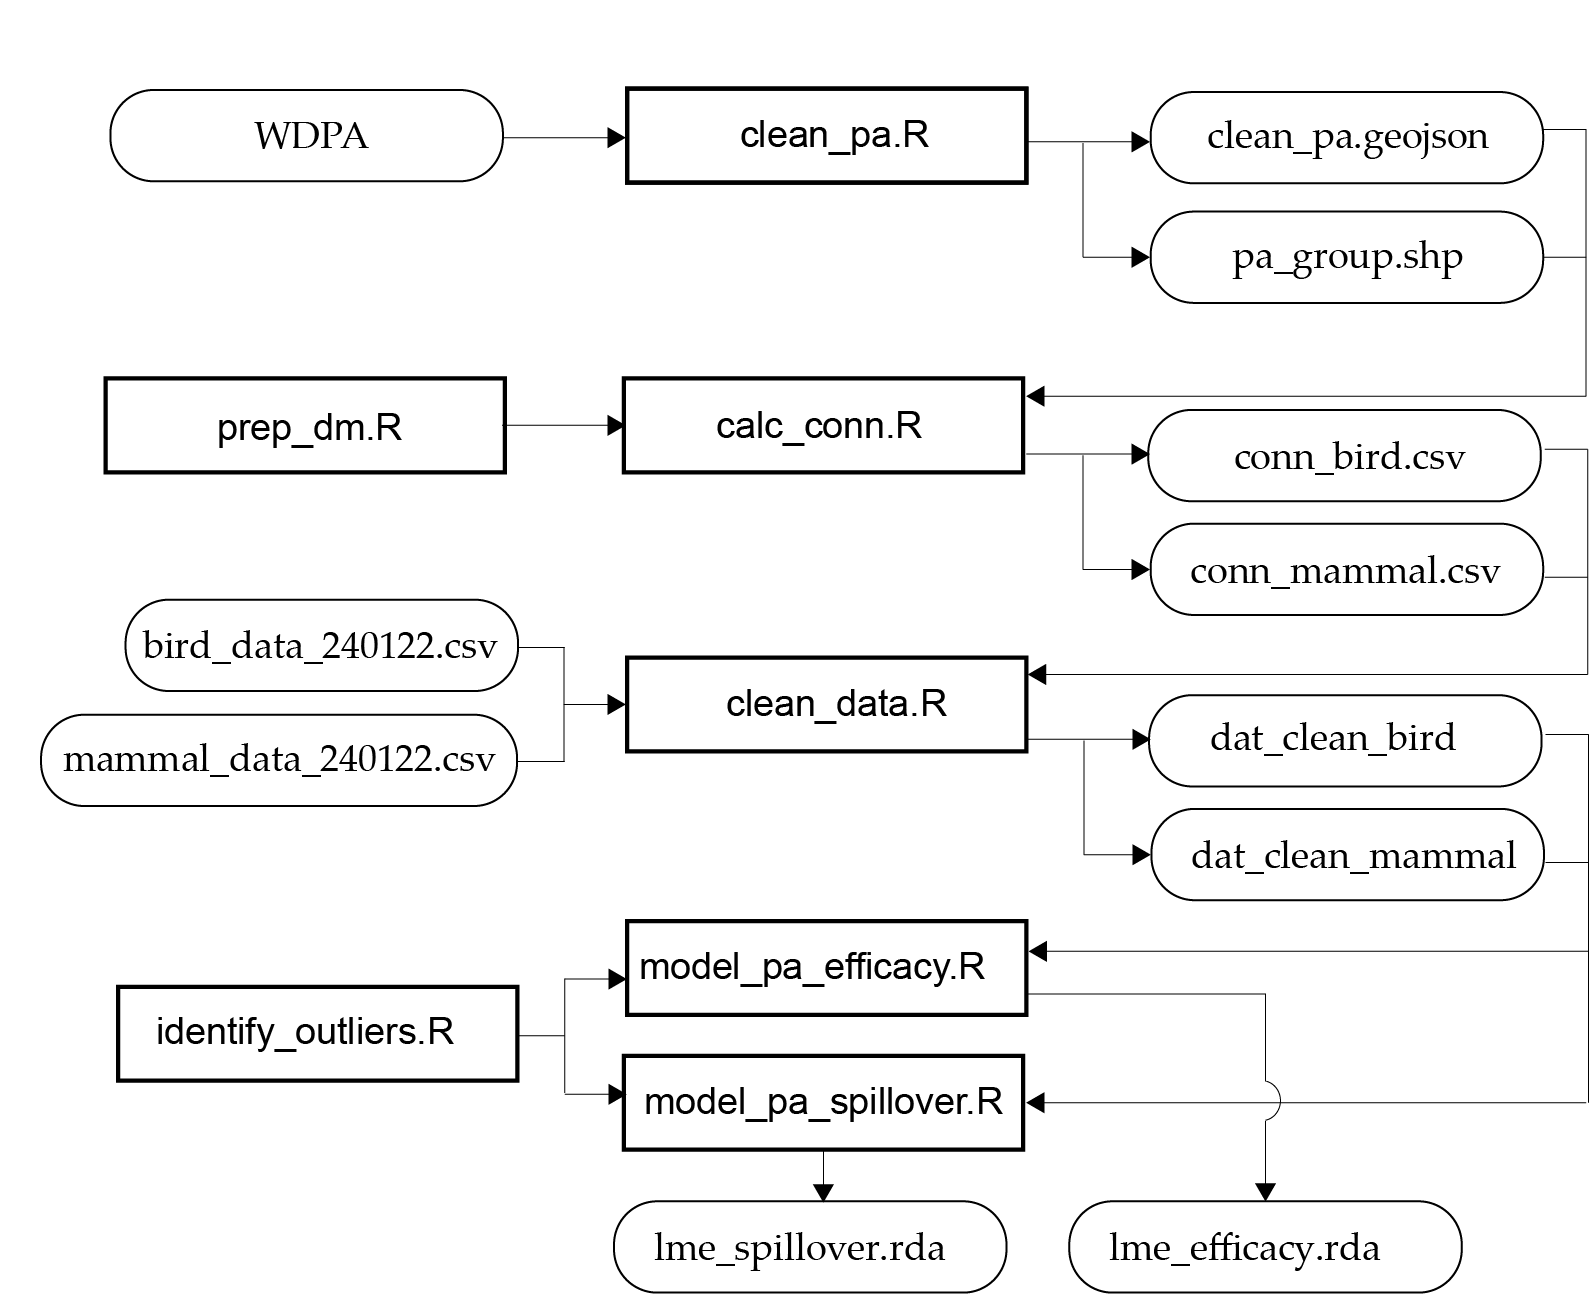 WDPA
clean_pa.R
clean_pa.geojson
pa_group.shp
prep_dm.R
calc_conn.R
conn_bird.csv
conn_mammal.csv
bird_data_240122.csv
mammal_data_240122.csv
clean_data.R
dat_clean_bird
dat_clean_mammal
identify_outliers.R
model_pa_efficacy.R
model_pa_spillover.R
lme_spillover.rda
lme_efficacy.rda